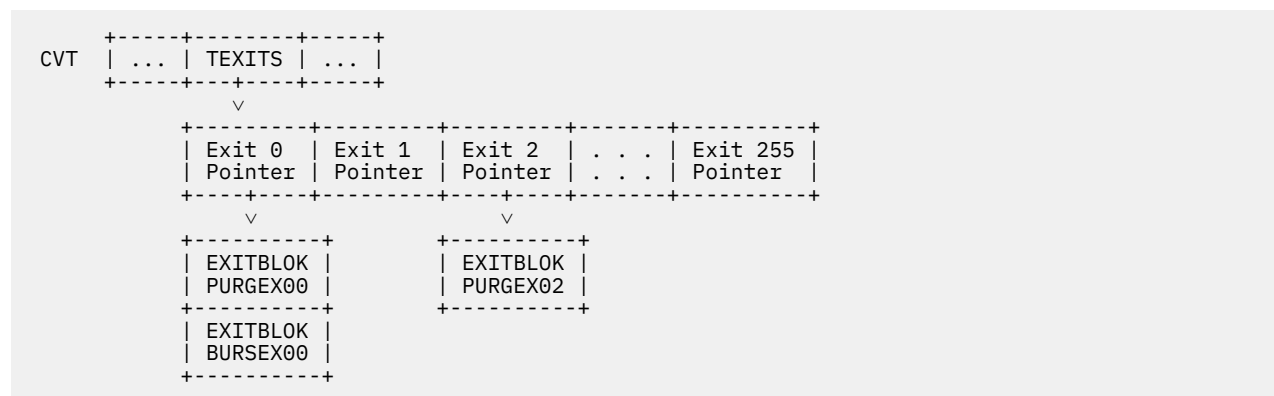 +-----+--------+-----+
CVT   | ... | TEXITS | ... |
      +-----+---+----+-----+
                v
            +---------+---------+---------+-------+----------+
            | Exit 0  | Exit 1  | Exit 2  | . . . | Exit 255 |
            | Pointer | Pointer | Pointer | . . . | Pointer  |
            +----+----+---------+----+----+-------+----------+
                 v                   v
            +----------+        +----------+
            | EXITBLOK |        | EXITBLOK |
            | PURGEX00 |        | PURGEX02 |
            +----------+        +----------+
            | EXITBLOK |
            | BURSEX00 |
            +----------+